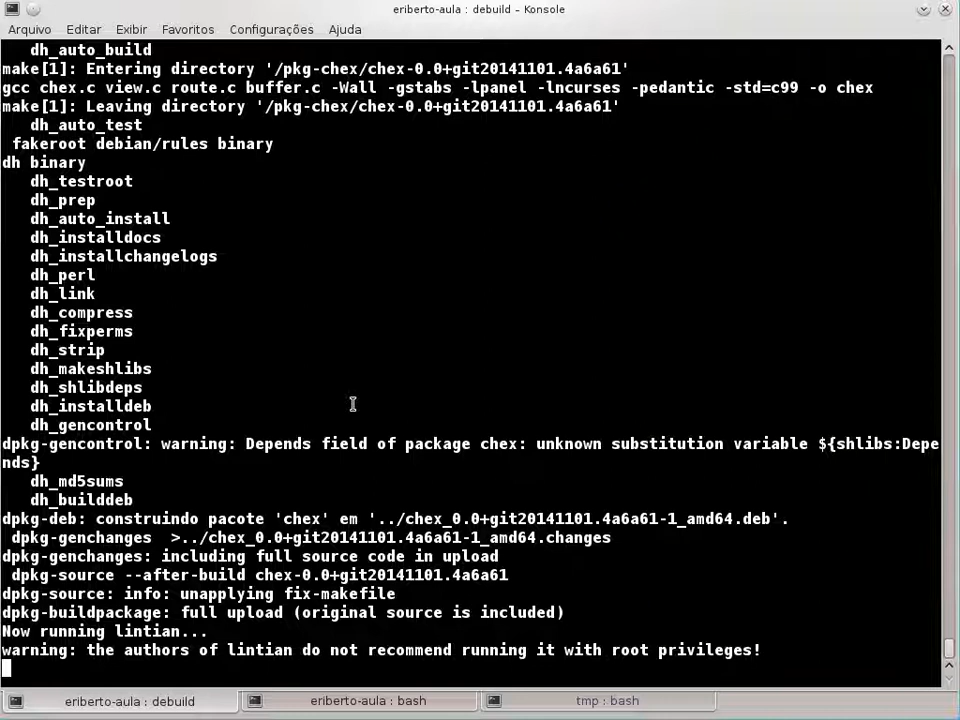 eriberto-aula : debuild – Konsole
Arquivo Editar Exibir Favoritos Configurações Ajuda
dh_auto_build
make[1]: Entering directory '/pkg-chex/chex-0.0+git20141101.4a6a61'
gcc chex.c view.c route.c buffer.c -Wall -gstabs -lpanel -lncurses -pedantic -std=c99 -o chex
make[1]: Leaving directory '/pkg-chex/chex-0.0+git20141101.4a6a61'
dh_auto_test
fakeroot debian/rules binary
dh binary
dh_testroot
dh_prep
dh_auto_install
dh_installdocs
dh_installchangelogs
dh_perl
dh_link
dh_compress
dh_fixperms
dh_strip
dh_makeshlibs
dh_shlibdeps
dh_installdeb
dh_gencontrol
dpkg-gencontrol: warning: Depends field of package chex: unknown substitution variable ${shlibs:Depe
nds}
dh_md5sums
dh_builddeb
dpkg-deb: construindo pacote 'chex' em '../chex_0.0+git20141101.4a6a61-1_amd64.deb'.
dpkg-genchanges >../chex_0.0+git20141101.4a6a61-1_amd64.changes
dpkg-genchanges: including full source code in upload
dpkg-source --after-build chex-0.0+git20141101.4a6a61
dpkg-source: info: unapplying fix-makefile
dpkg-buildpackage: full upload (original source is included)
Now running lintian...
warning: the authors of lintian do not recommend running it with root privileges!
eriberto-aula : debuild
eriberto-aula : bash
tmp : bash